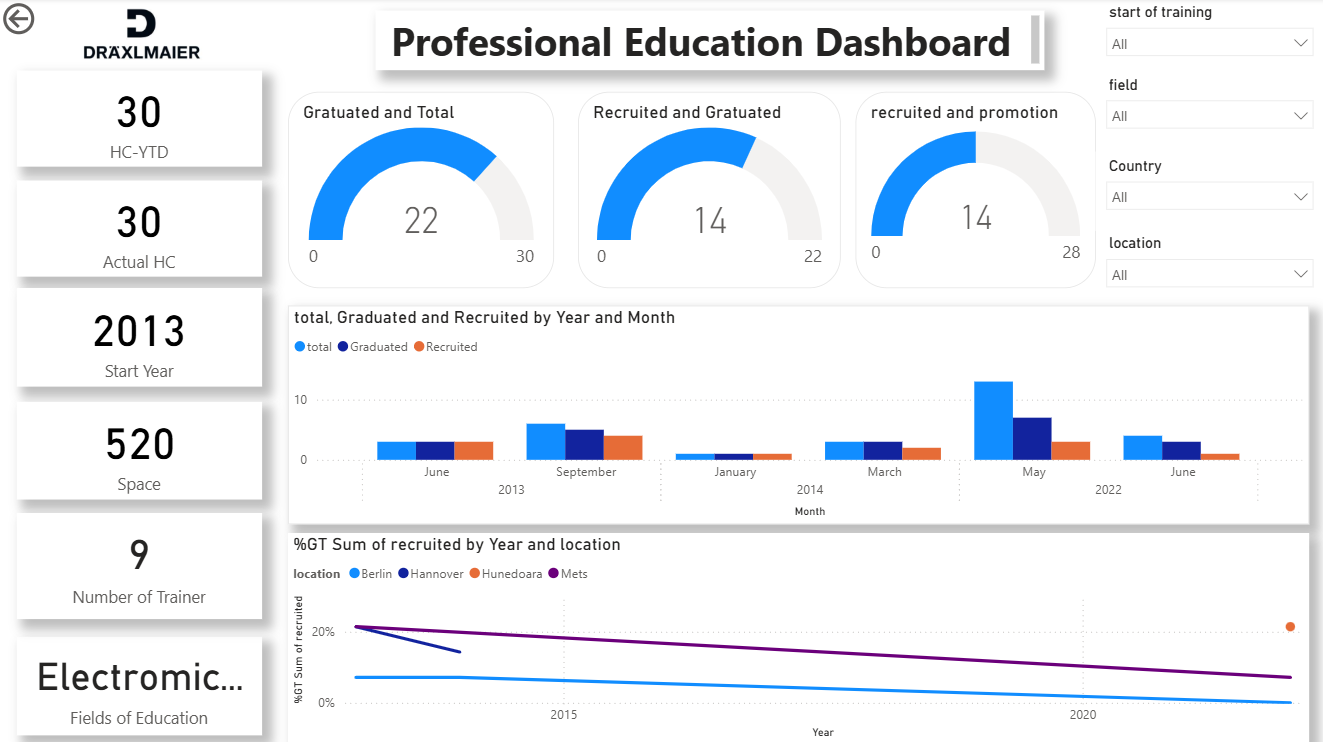 DRÄXLMAIER
Professional Education Dashboard
30
HC-YTD
30
Actual HC
2013
Start Year
520
Space
9
Number of Trainer
Electromic...
Fields of Education
Gratuated and Total
22
0
30
Recruited and Gratuated
14
0
22
recruited and promotion
14
0
28
start of training
All
field
All
Country
All
location
All
total, Graduated and Recruited by Year and Month
total Graduated Recruited
10
0
June September January March May June
2013 2014 2022
Month
%GT Sum of recruited by Year and location
location Berlin Hannover Hunedoara Mets
%GT Sum of recruited
20%
0%
2015 2020
Year